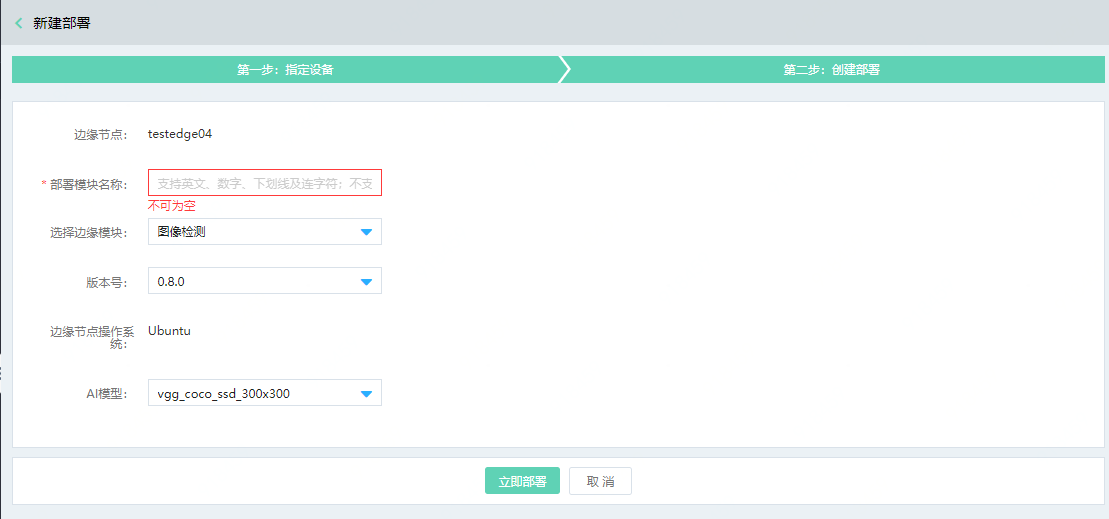 新建部署
第一步：指定设备
第二步：创建部署
边缘节点： testedge04
* 部署模块名称： 支持英文、数字、下划线及连字符；不支
不可为空
选择边缘模块： 图像检测
版本号： 0.8.0
边缘节点操作系 Ubuntu
统：
AI模型： vgg_coco_ssd_300x300
立即部署 取 消